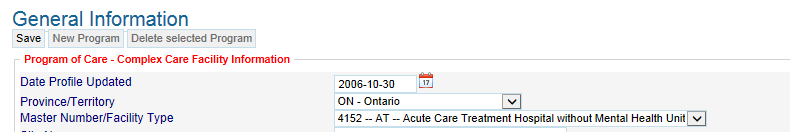 General Information
Save New Program Delete selected Program
Program of Care - Complex Care Facility Information
Date Profile Updated 2006-10-30 17
Province/Territory ON - Ontario
Master Number/Facility Type 4152 -- AT -- Acute Care Treatment Hospital without Mental Health Unit